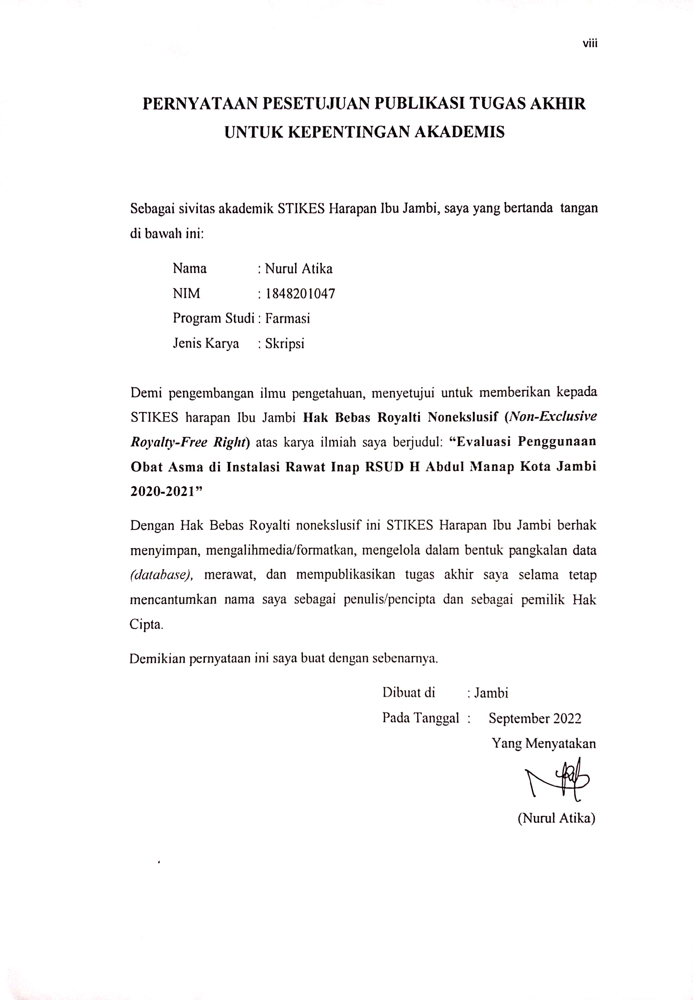 viii
PERNYATAAN PESETUJUAN PUBLIKASI TUGAS AKHIR
UNTUK KEPENTINGAN AKADEMIS
Sebagai sivitas akademik STIKES Harapan Ibu Jambi, saya yang bertanda tangan
di bawah ini:
Nama : Nurul Atika
NIM : 1848201047
Program Studi : Farmasi
Jenis Karya : Skripsi
Demi pengembangan ilmu pengetahuan, menyetujui untuk memberikan kepada
STIKES harapan Ibu Jambi Hak Bebas Royalti Nonekslusif (Non-Exclusive
Royalty-Free Right) atas karya ilmiah saya berjudul: “Evaluasi Penggunaan
Obat Asma di Instalasi Rawat Inap RSUD H Abdul Manap Kota Jambi
2020-2021”
Dengan Hak Bebas Royalti nonekslusif ini STIKES Harapan Ibu Jambi berhak
menyimpan, mengalihmedia/formatkan, mengelola dalam bentuk pangkalan data
(database), merawat, dan mempublikasikan tugas akhir saya selama tetap
mencantumkan nama saya sebagai penulis/pencipta dan sebagai pemilik Hak
Cipta.
Demikian pernyataan ini saya buat dengan sebenarnya.
Dibuat di : Jambi
Pada Tanggal : September 2022
Yang Menyatakan
(Nurul Atika)